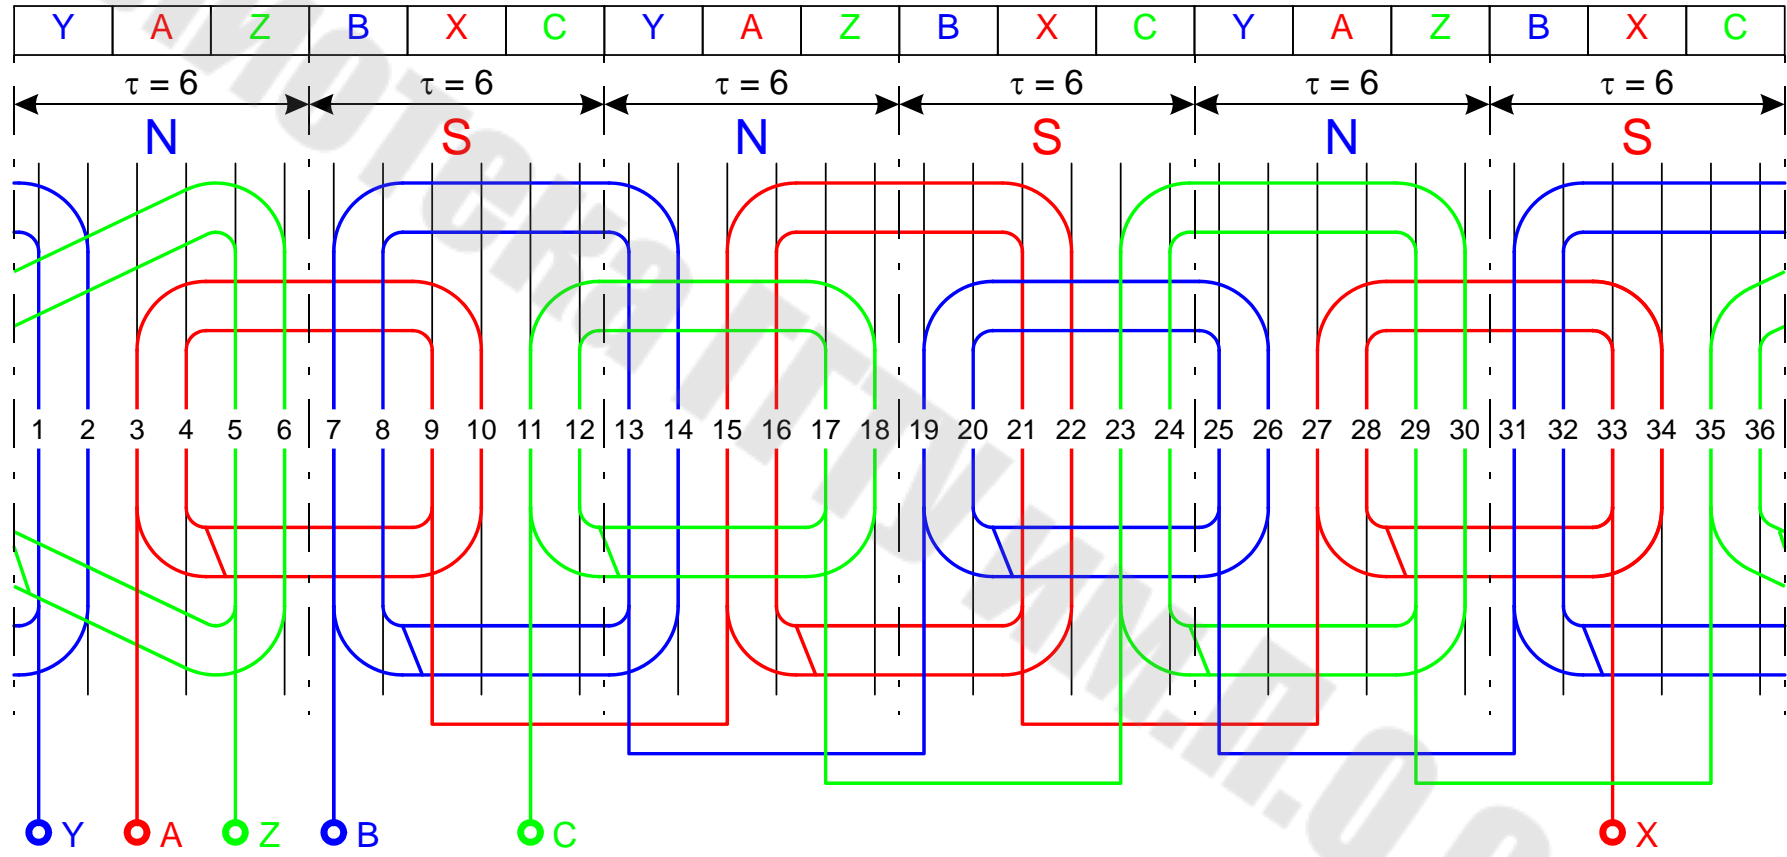 Y A Z B X C Y A Z B X C Y A Z B X C
τ = 6 τ = 6 τ = 6 τ = 6 τ = 6 τ = 6
N S N S N S
1 2 3 4 5 6 7 8 9 10 11 12 13 14 15 16 17 18 19 20 21 22 23 24 25 26 27 28 29 30 31 32 33 34 35 36
Y A Z B C X